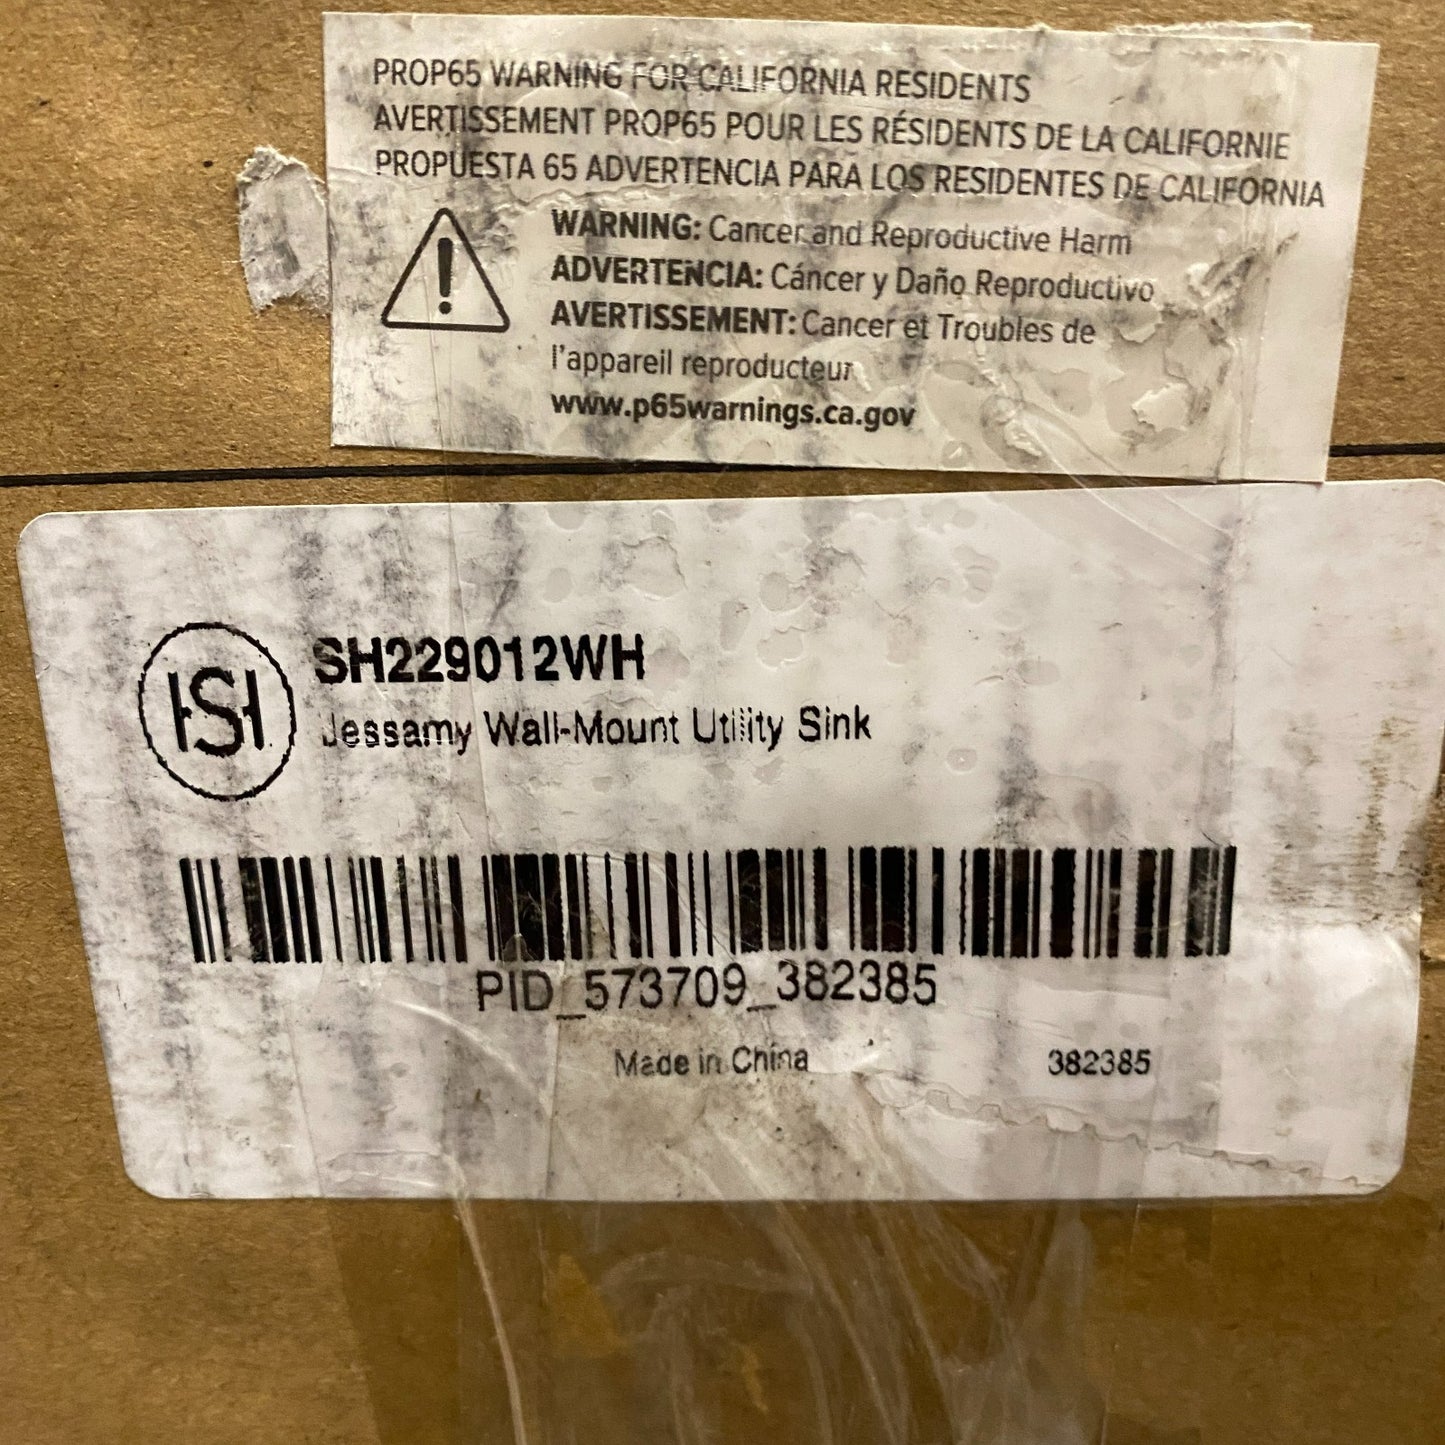 PROP65 WARNING FOR CALIFORNIA RESIDENTS
AVERTISSEMENT PROP65 POUR LES RÉSIDENTS DE LA CALIFORNIE
PROPUESTA 65 ADVERTENCIA PARA LOS RESIDENTES DE CALIFORNIA
WARNING: Cancer and Reproductive Harm
ADVERTENCIA: Cáncer y Daño Reproductivo
AVERTISSEMENT: Cancer et Troubles de
l'appareil reproducteur
www.p65warnings.ca.gov
HSH
SH229012WH
Jessamy Wall-Mount Utility Sink
PID_573709_382385
Made in China
382385